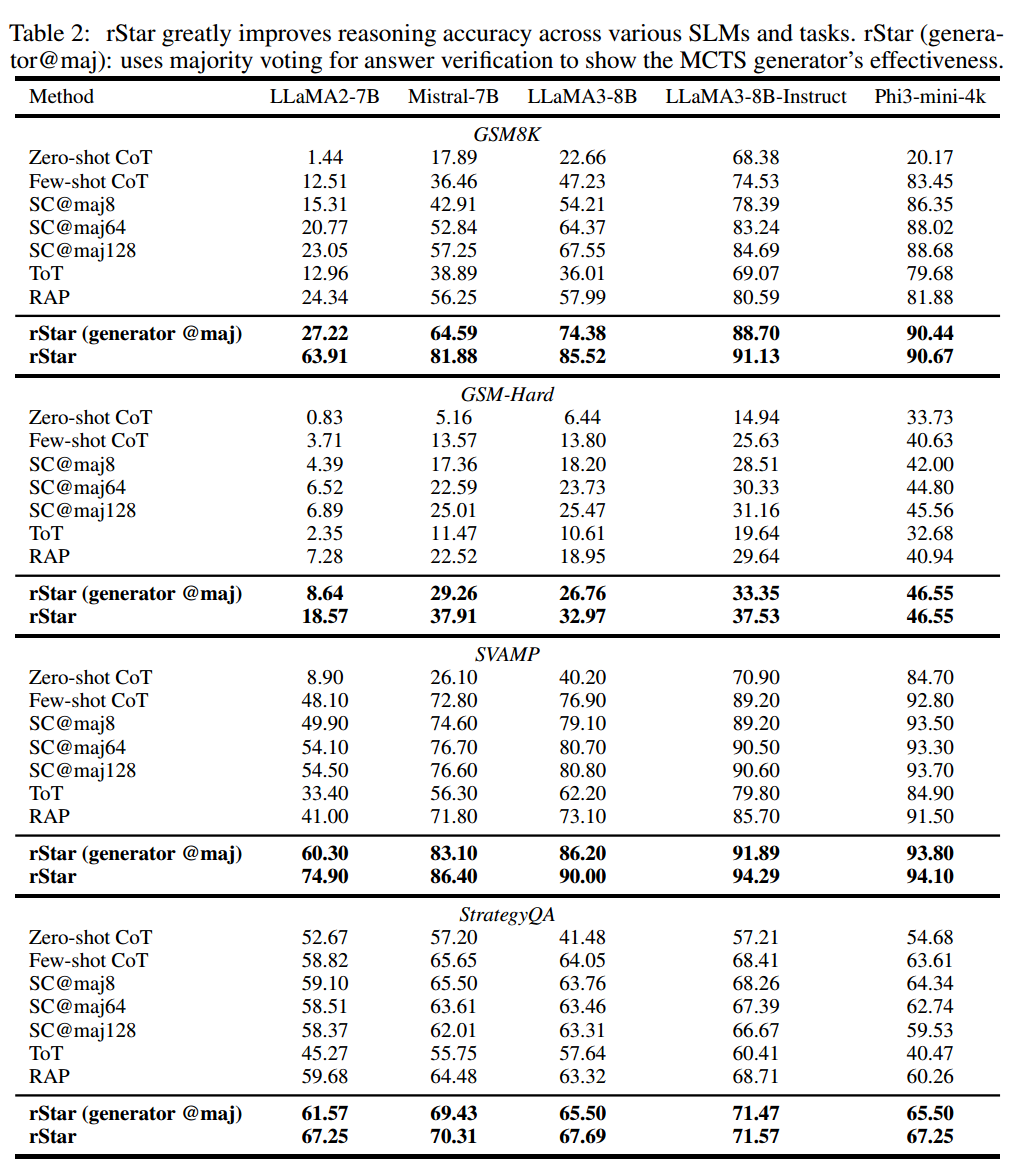 Table 2: rStar greatly improves reasoning accuracy across various SLMs and tasks. rStar (genera-
tor@maj): uses majority voting for answer verification to show the MCTS generator's effectiveness.
Method LLaMA2-7B Mistral-7B LLaMA3-8B LLaMA3-8B-Instruct Phi3-mini-4k
GSM8K
Zero-shot CoT 1.44 17.89 22.66 68.38 20.17
Few-shot CoT 12.51 36.46 47.23 74.53 83.45
SC@maj8 15.31 42.91 54.21 78.39 86.35
SC@maj64 20.77 52.84 64.37 83.24 88.02
SC@maj128 23.05 57.25 67.55 84.69 88.68
ToT 12.96 38.89 36.01 69.07 79.68
RAP 24.34 56.25 57.99 80.59 81.88
rStar (generator @maj) 27.22 64.59 74.38 88.70 90.44
rStar 63.91 81.88 85.52 91.13 90.67
GSM-Hard
Zero-shot CoT 0.83 5.16 6.44 14.94 33.73
Few-shot CoT 3.71 13.57 13.80 25.63 40.63
SC@maj8 4.39 17.36 18.20 28.51 42.00
SC@maj64 6.52 22.59 23.73 30.33 44.80
SC@maj128 6.89 25.01 25.47 31.16 45.56
ToT 2.35 11.47 10.61 19.64 32.68
RAP 7.28 22.52 18.95 29.64 40.94
rStar (generator @maj) 8.64 29.26 26.76 33.35 46.55
rStar 18.57 37.91 32.97 37.53 46.55
SVAMP
Zero-shot CoT 8.90 26.10 40.20 70.90 84.70
Few-shot CoT 48.10 72.80 76.90 89.20 92.80
SC@maj8 49.90 74.60 79.10 89.20 93.50
SC@maj64 54.10 76.70 80.70 90.50 93.30
SC@maj128 54.50 76.60 80.80 90.60 93.70
ToT 33.40 56.30 62.20 79.80 84.90
RAP 41.00 71.80 73.10 85.70 91.50
rStar (generator @maj) 60.30 83.10 86.20 91.89 93.80
rStar 74.90 86.40 90.00 94.29 94.10
StrategyQA
Zero-shot CoT 52.67 57.20 41.48 57.21 54.68
Few-shot CoT 58.82 65.65 64.05 68.41 63.61
SC@maj8 59.10 65.50 63.76 68.26 64.34
SC@maj64 58.51 63.61 63.46 67.39 62.74
SC@maj128 58.37 62.01 63.31 66.67 59.53
ToT 45.27 55.75 57.64 60.41 40.47
RAP 59.68 64.48 63.32 68.71 60.26
rStar (generator @maj) 61.57 69.43 65.50 71.47 65.50
rStar 67.25 70.31 67.69 71.57 67.25